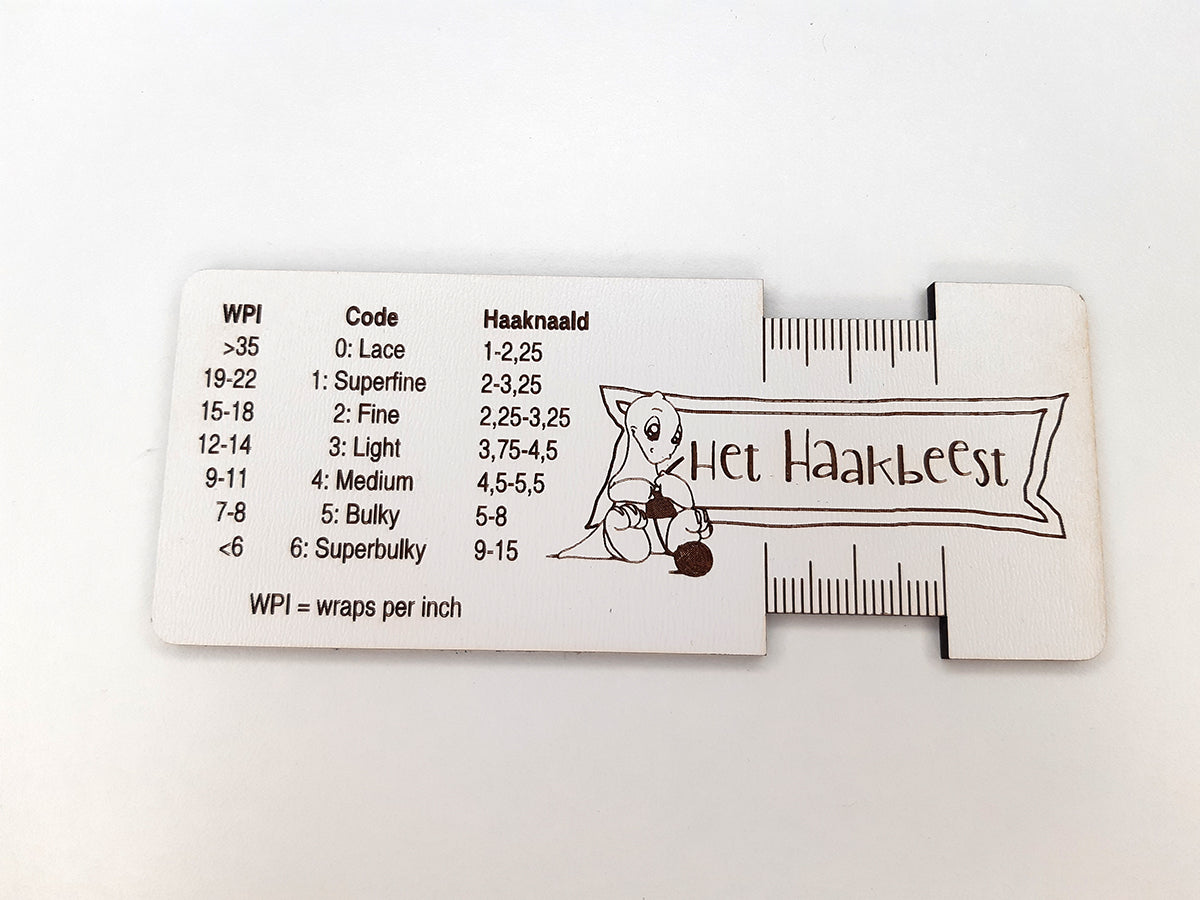 WPI Code Haaknaald
>35 0: Lace 1-2,25
19-22 1: Superfine 2-3,25
15-18 2: Fine 2,25-3,25
12-14 3: Light 3,75-4,5
9-11 4: Medium 4,5-5,5
7-8 5: Bulky 5-8
<6 6: Superbulky 9-15
WPI = wraps per inch
Het Haakbeest